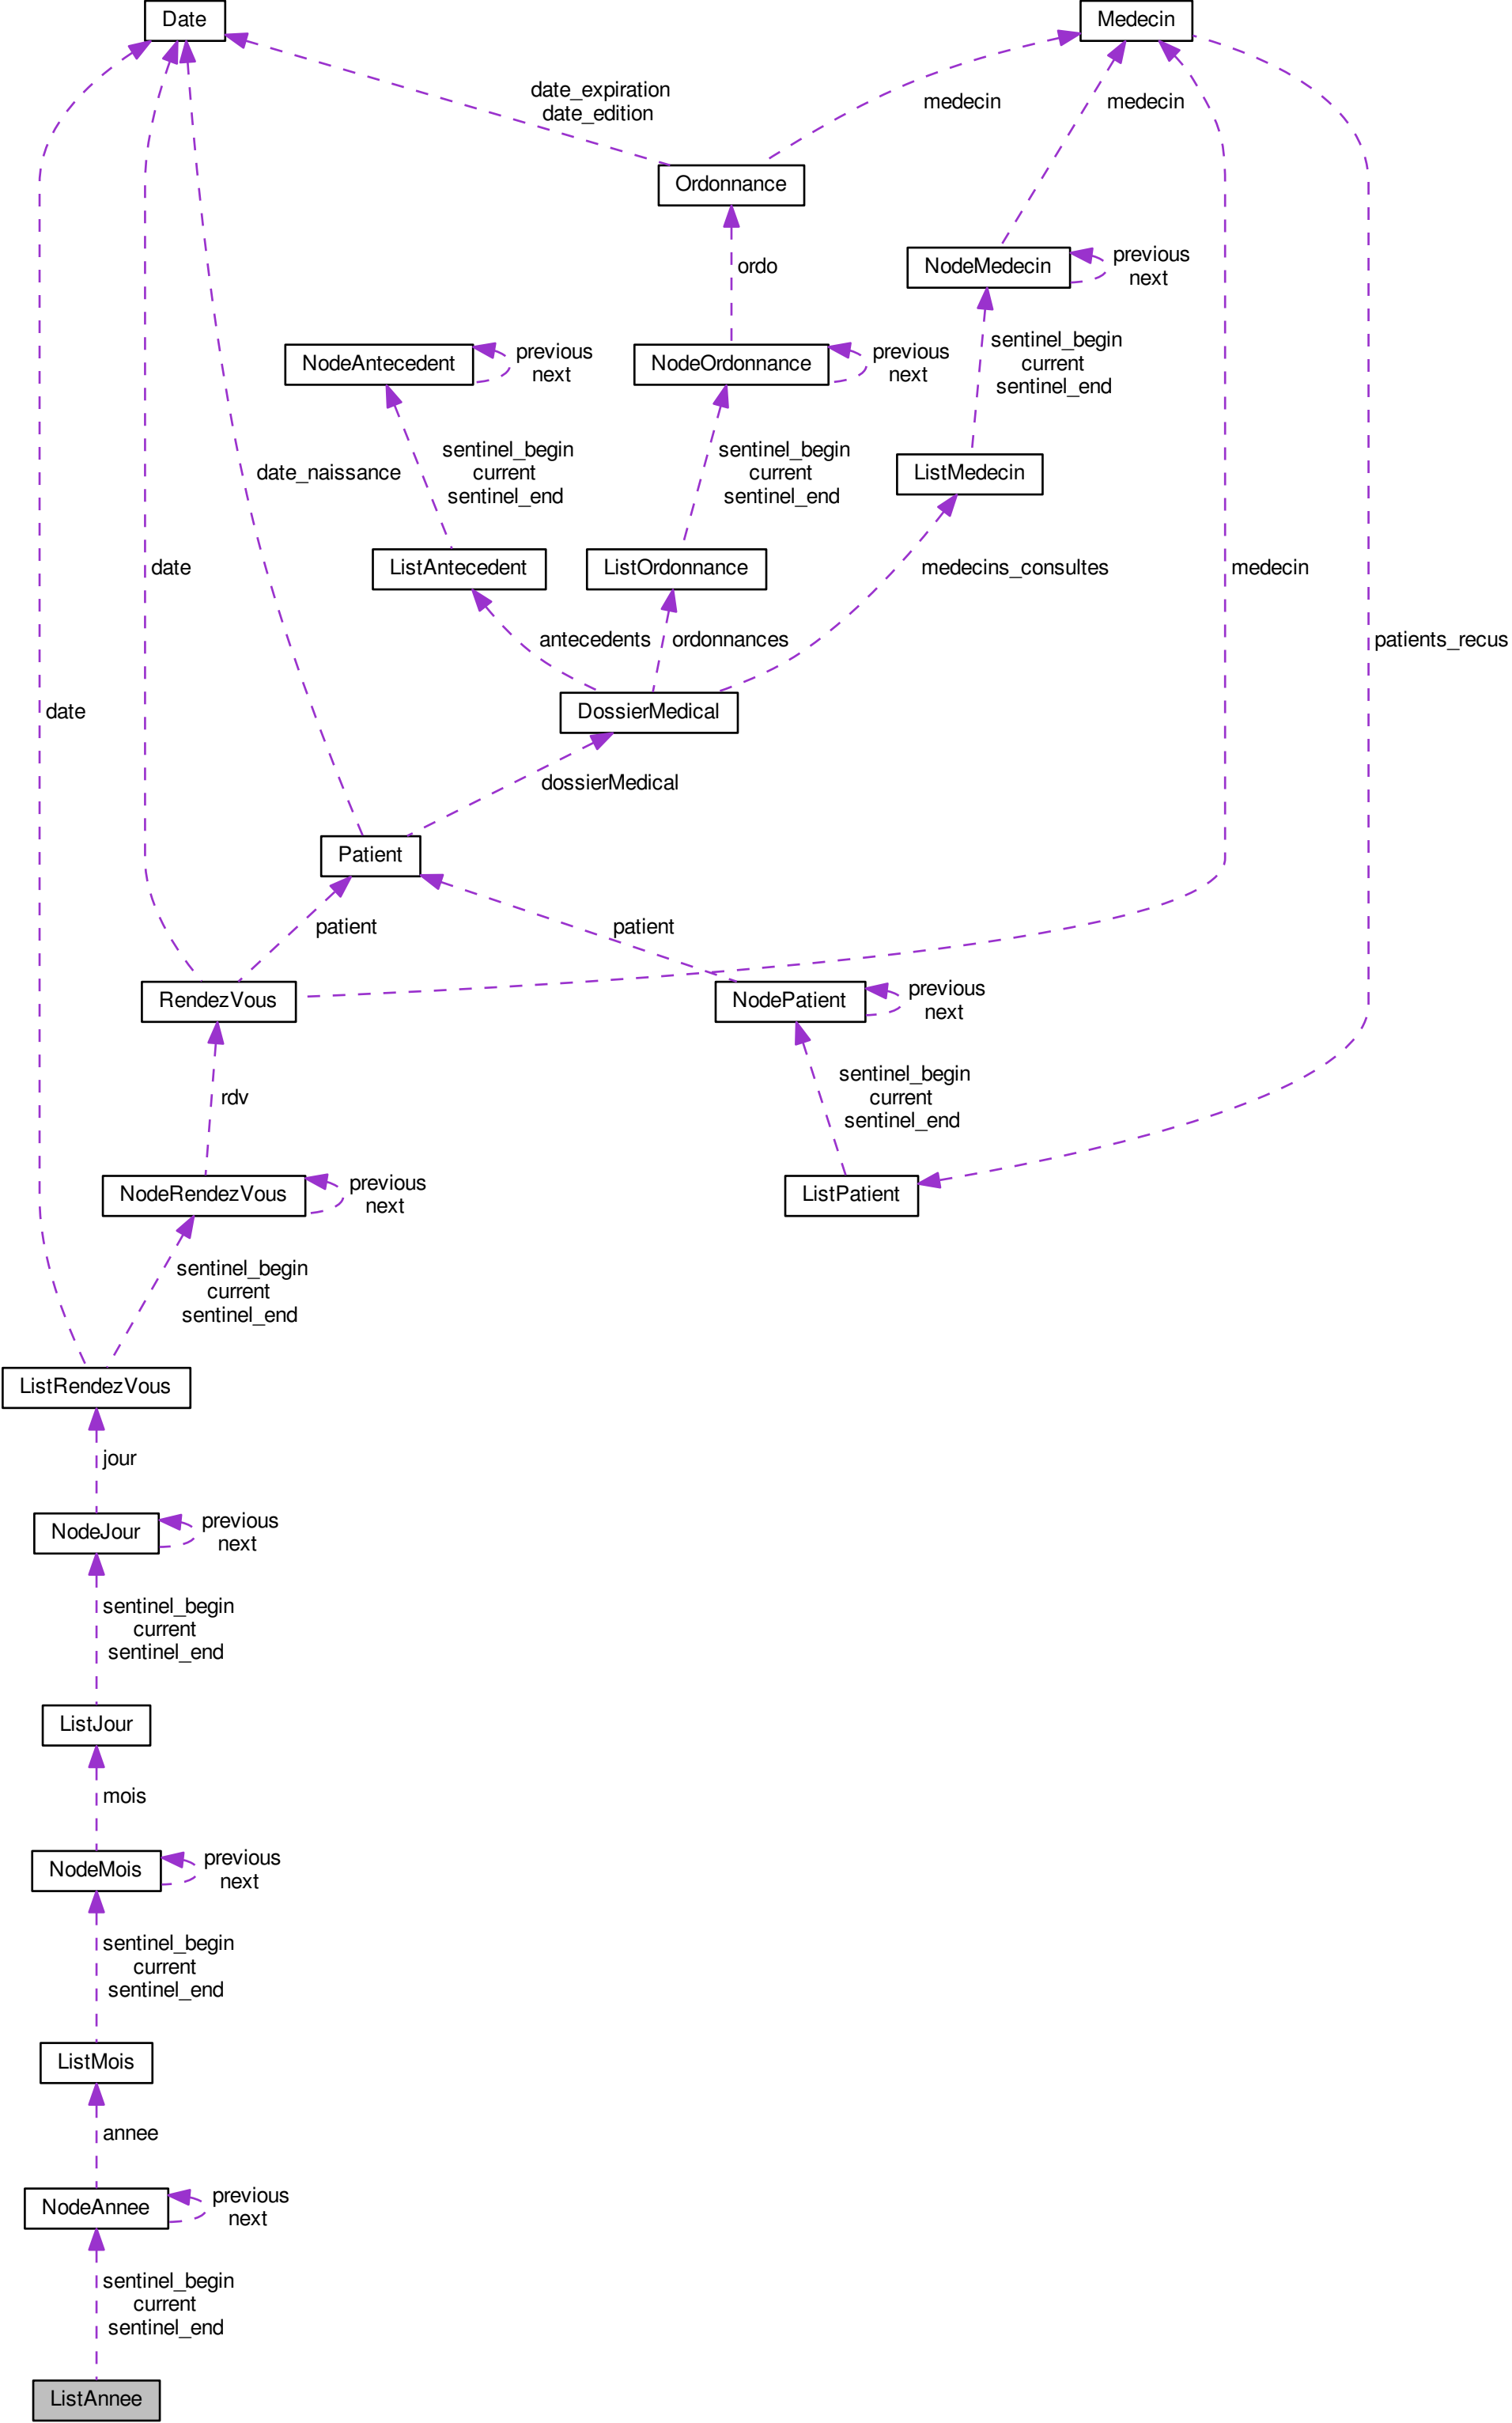 Date
Medecin
date_expiration
date_edition
medecin
medecin
Ordonnance
NodeMedecin
previous
next
ordo
NodeAntecedent
previous
next
NodeOrdonnance
previous
next
sentinel_begin
current
sentinel_end
date_naissance
sentinel_begin
current
sentinel_end
sentinel_begin
current
sentinel_end
ListMedecin
date
ListAntecedent
ListOrdonnance
medecins_consultes
medecin
antecedents
ordonnances
patients_recus
date
DossierMedical
dossierMedical
Patient
patient
patient
RendezVous
NodePatient
previous
next
rdv
sentinel_begin
current
sentinel_end
NodeRendezVous
previous
next
ListPatient
sentinel_begin
current
sentinel_end
ListRendezVous
jour
NodeJour
previous
next
sentinel_begin
current
sentinel_end
ListJour
mois
NodeMois
previous
next
sentinel_begin
current
sentinel_end
ListMois
annee
NodeAnnee
previous
next
sentinel_begin
current
sentinel_end
ListAnnee